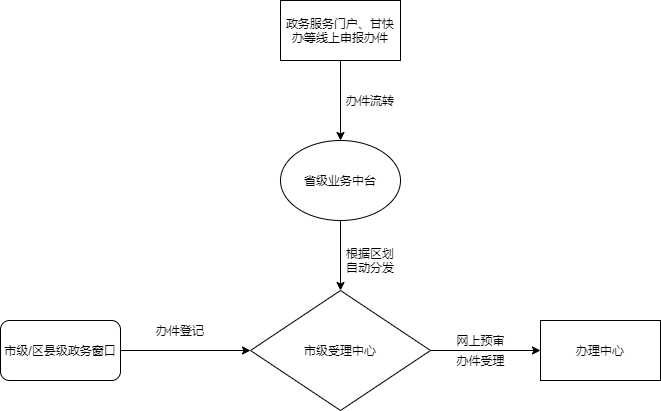 政务服务门户、甘快
办等线上申报办件
办件流转
省级业务中台
根据区划
自动分发
市级/区县级政务窗口
办件登记
市级受理中心
网上预审
办件受理
办理中心